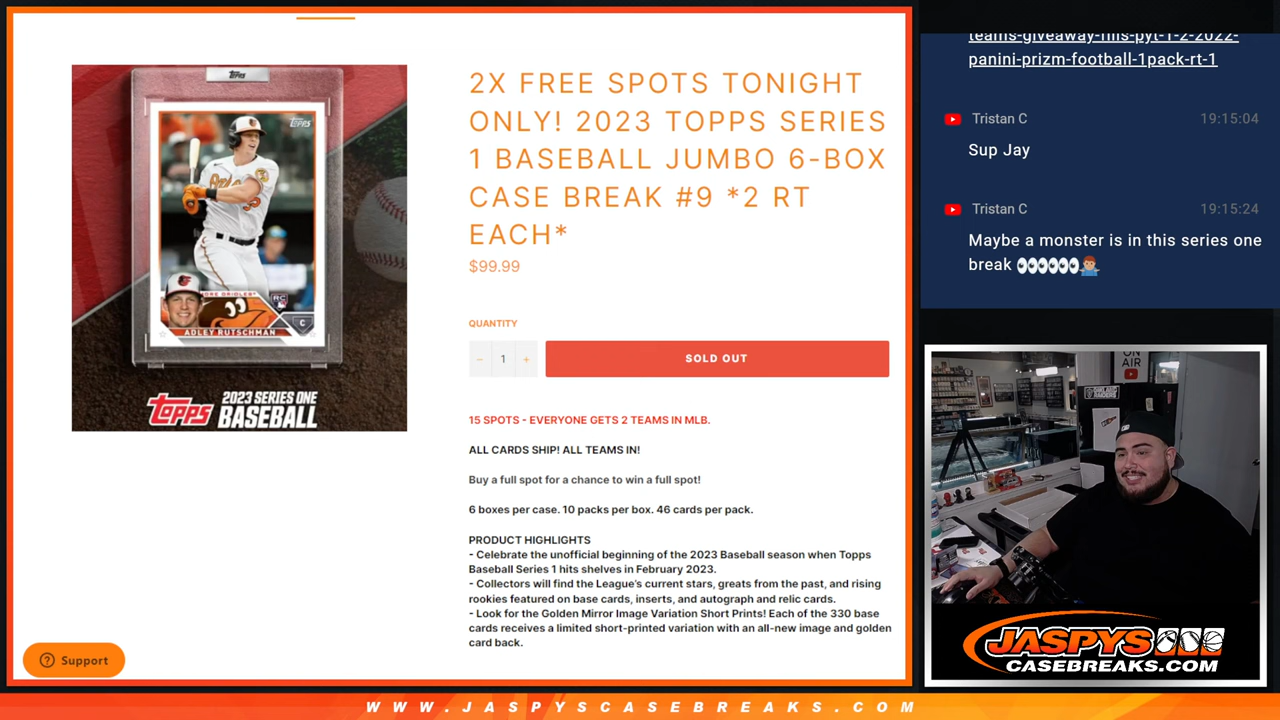 2X FREE SPOTS TONIGHT
ONLY! 2023 TOPPS SERIES
1 BASEBALL JUMBO 6-BOX
CASE BREAK #9 *2 RT
EACH*
$99.99
QUANTITY
− 1 +
SOLD OUT
15 SPOTS - EVERYONE GETS 2 TEAMS IN MLB.
ALL CARDS SHIP! ALL TEAMS IN!
Buy a full spot for a chance to win a full spot!
6 boxes per case. 10 packs per box. 46 cards per pack.
PRODUCT HIGHLIGHTS
- Celebrate the unofficial beginning of the 2023 Baseball season when Topps
Baseball Series 1 hits shelves in February 2023.
- Collectors will find the League's current stars, greats from the past, and rising
rookies featured on base cards, inserts, and autograph and relic cards.
- Look for the Golden Mirror Image Variation Short Prints! Each of the 330 base
cards receives a limited short-printed variation with an all-new image and golden
card back.
topps
topps
RC
C
ADLEY RUTSCHMAN
topps 2023 SERIES ONE
BASEBALL
Support
teams-giveaway-fills-pyt-1-2-2022-
panini-prizm-football-1pack-rt-1
Tristan C 19:15:04
Sup Jay
Tristan C 19:15:24
Maybe a monster is in this series one
break 👀👀👀👀👀👀🤷🏽‍♂️
ON
AIR
JASPYS
CASEBREAKS.COM
WWW.JASPYSCASEBREAKS.COM